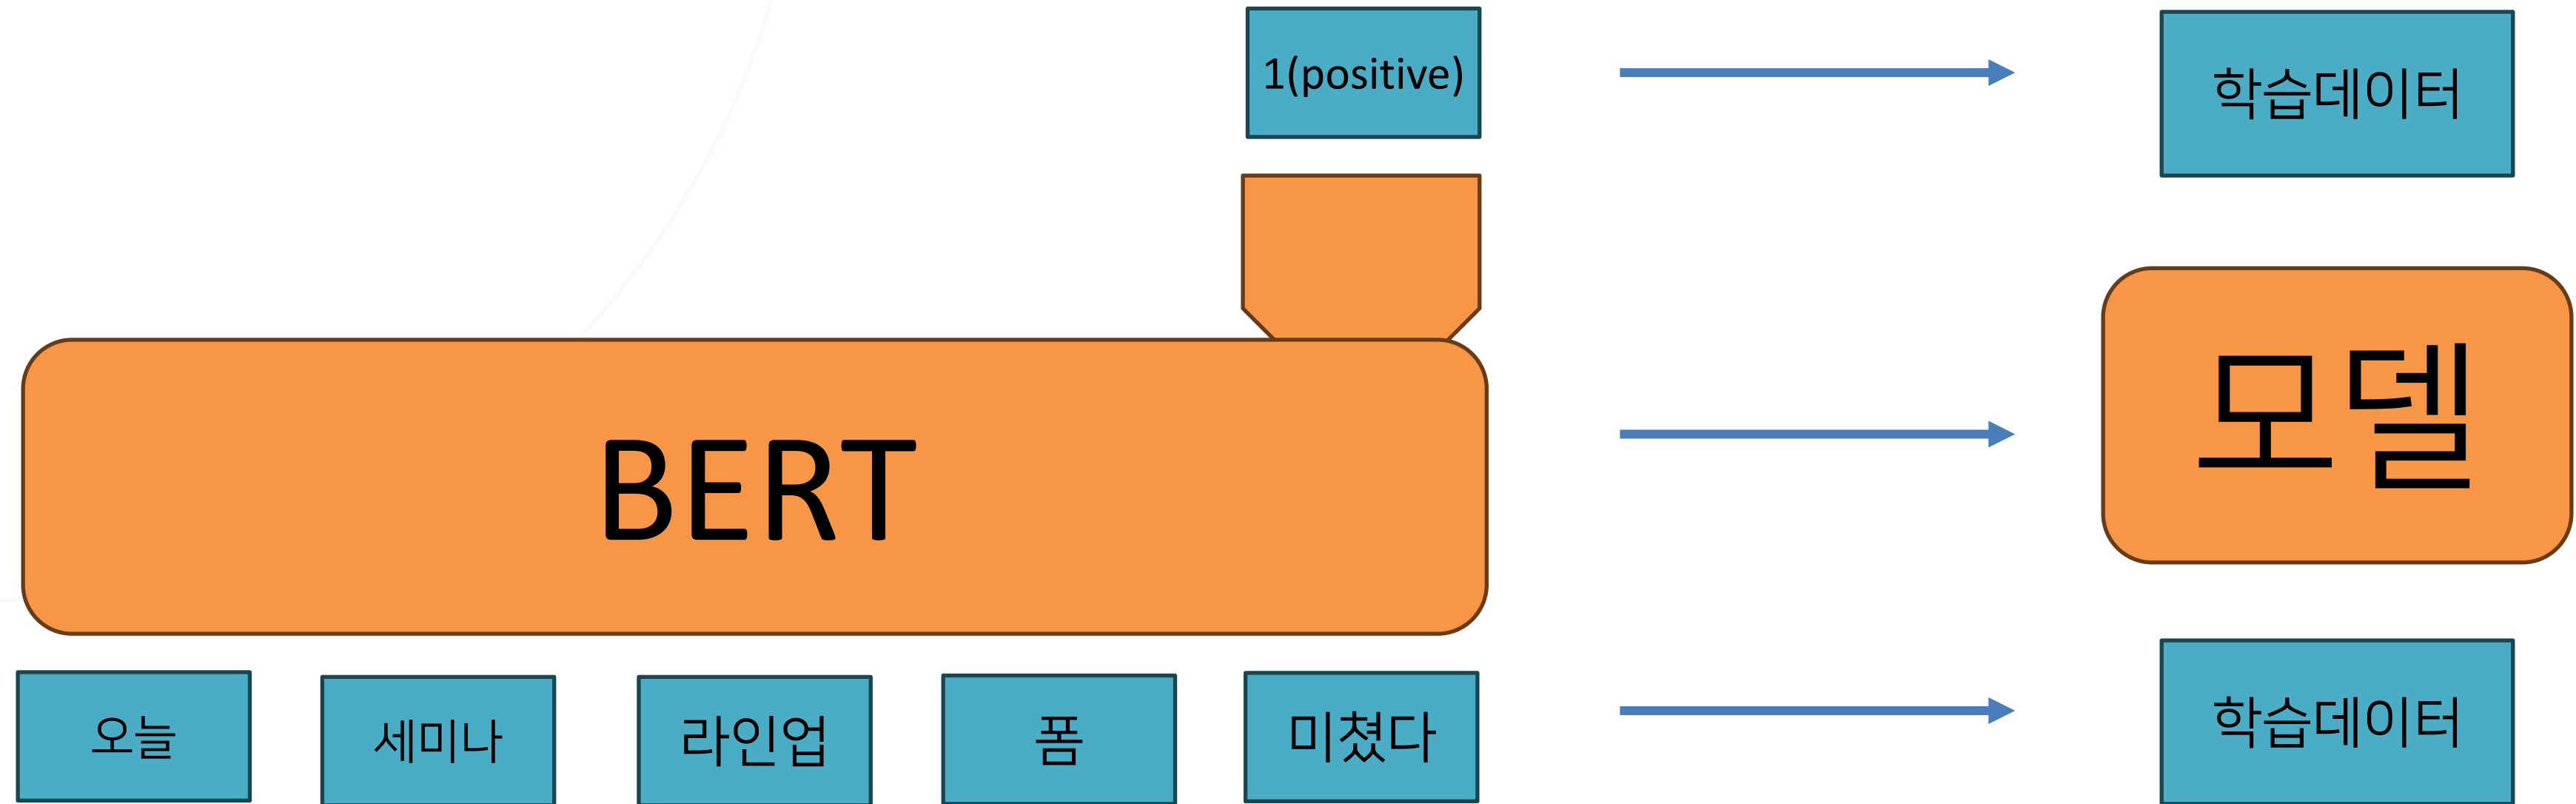 1(positive)
학습데이터
BERT
모델
오늘
세미나
라인업
폼
미쳤다
학습데이터